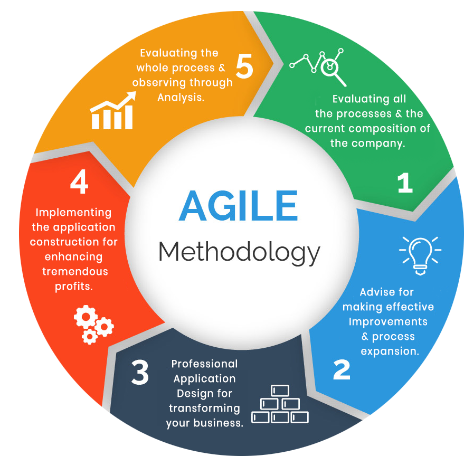 AGILE
Methodology
Evaluating all
the processes & the
current composition of
the company.
1
Advise for
making effective
Improvements
& process
expansion.
2
3
Professional
Application
Design for
transforming
your business.
4
Implementing
the application
construction for
enhancing
tremendous
profits.
5
Evaluating the
whole process &
observing through
Analysis.